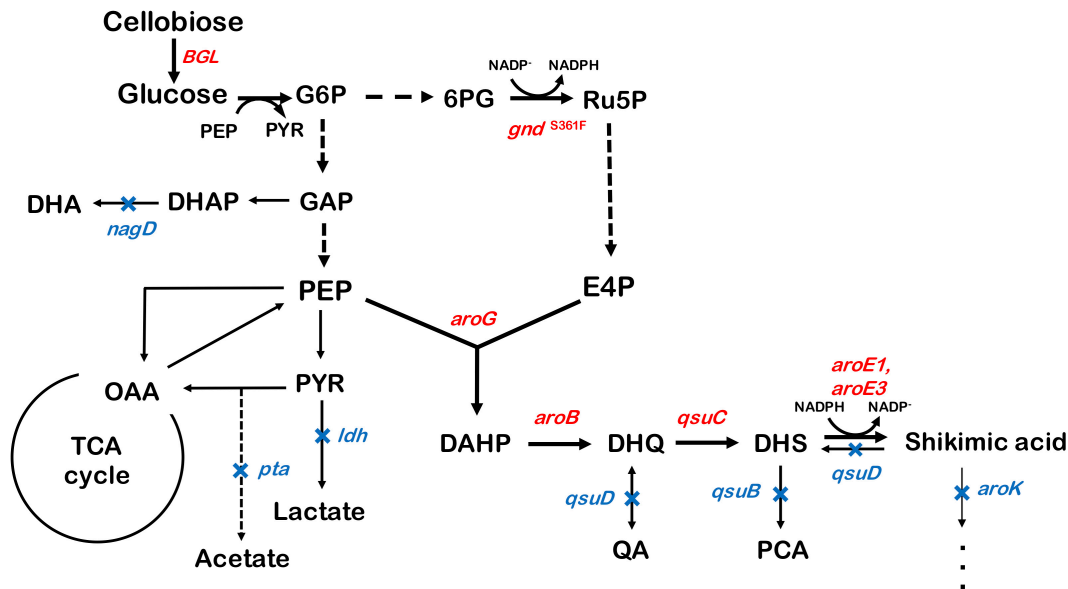 Cellobiose
BGL
Glucose
G6P
6PG
Ru5P
NADP-
NADPH
PEP
PYR
gnd S361F
DHA
DHAP
GAP
nagD
PEP
E4P
aroG
OAA
PYR
TCA
cycle
pta
ldh
Lactate
Acetate
DAHP
aroB
DHQ
qsuC
DHS
aroE1,
aroE3
NADPH
NADP-
Shikimic acid
qsuD
qsuB
qsuD
aroK
QA
PCA